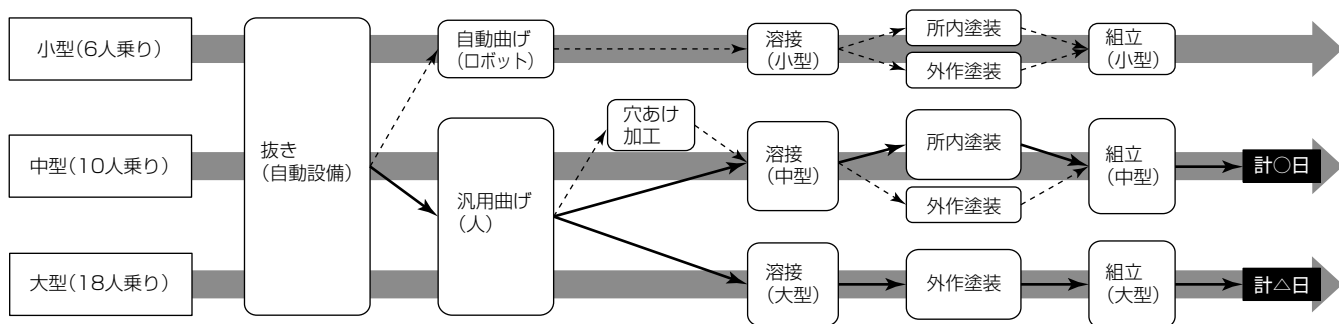 小型(6人乗り)
抜き
(自動設備)
自動曲げ
(ロボット)
溶接
(小型)
所内塗装
外作塗装
組立
(小型)
中型(10人乗り)
汎用曲げ
(人)
穴あけ
加工
溶接
(中型)
所内塗装
外作塗装
組立
(中型)
計○日
大型(18人乗り)
溶接
(大型)
外作塗装
組立
(大型)
計△日